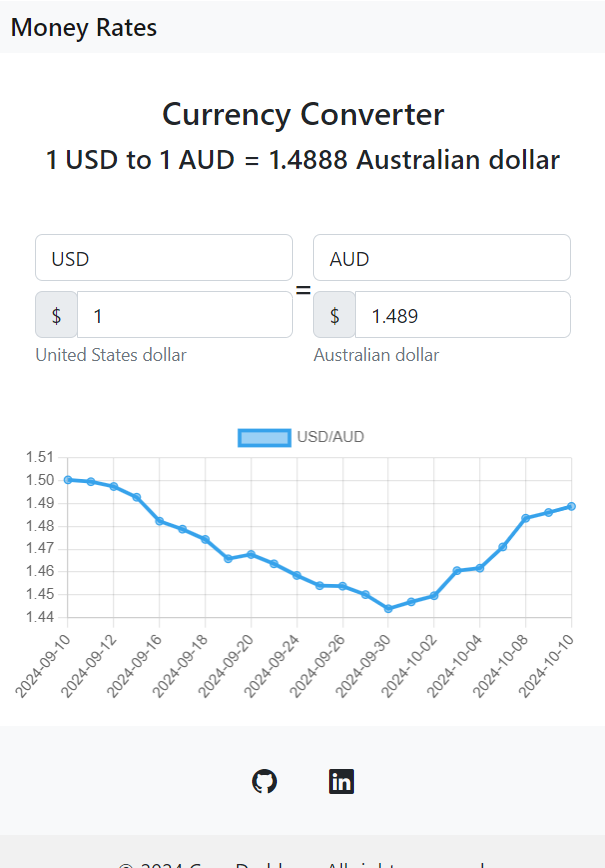 Money Rates
Currency Converter
1 USD to 1 AUD = 1.4888 Australian dollar
USD
AUD
=
$ 1
$ 1.489
United States dollar
Australian dollar
USD/AUD
1.51
1.50
1.49
1.48
1.47
1.46
1.45
1.44
2024-09-10
2024-09-12
2024-09-16
2024-09-18
2024-09-20
2024-09-24
2024-09-26
2024-09-30
2024-10-02
2024-10-04
2024-10-08
2024-10-10
in